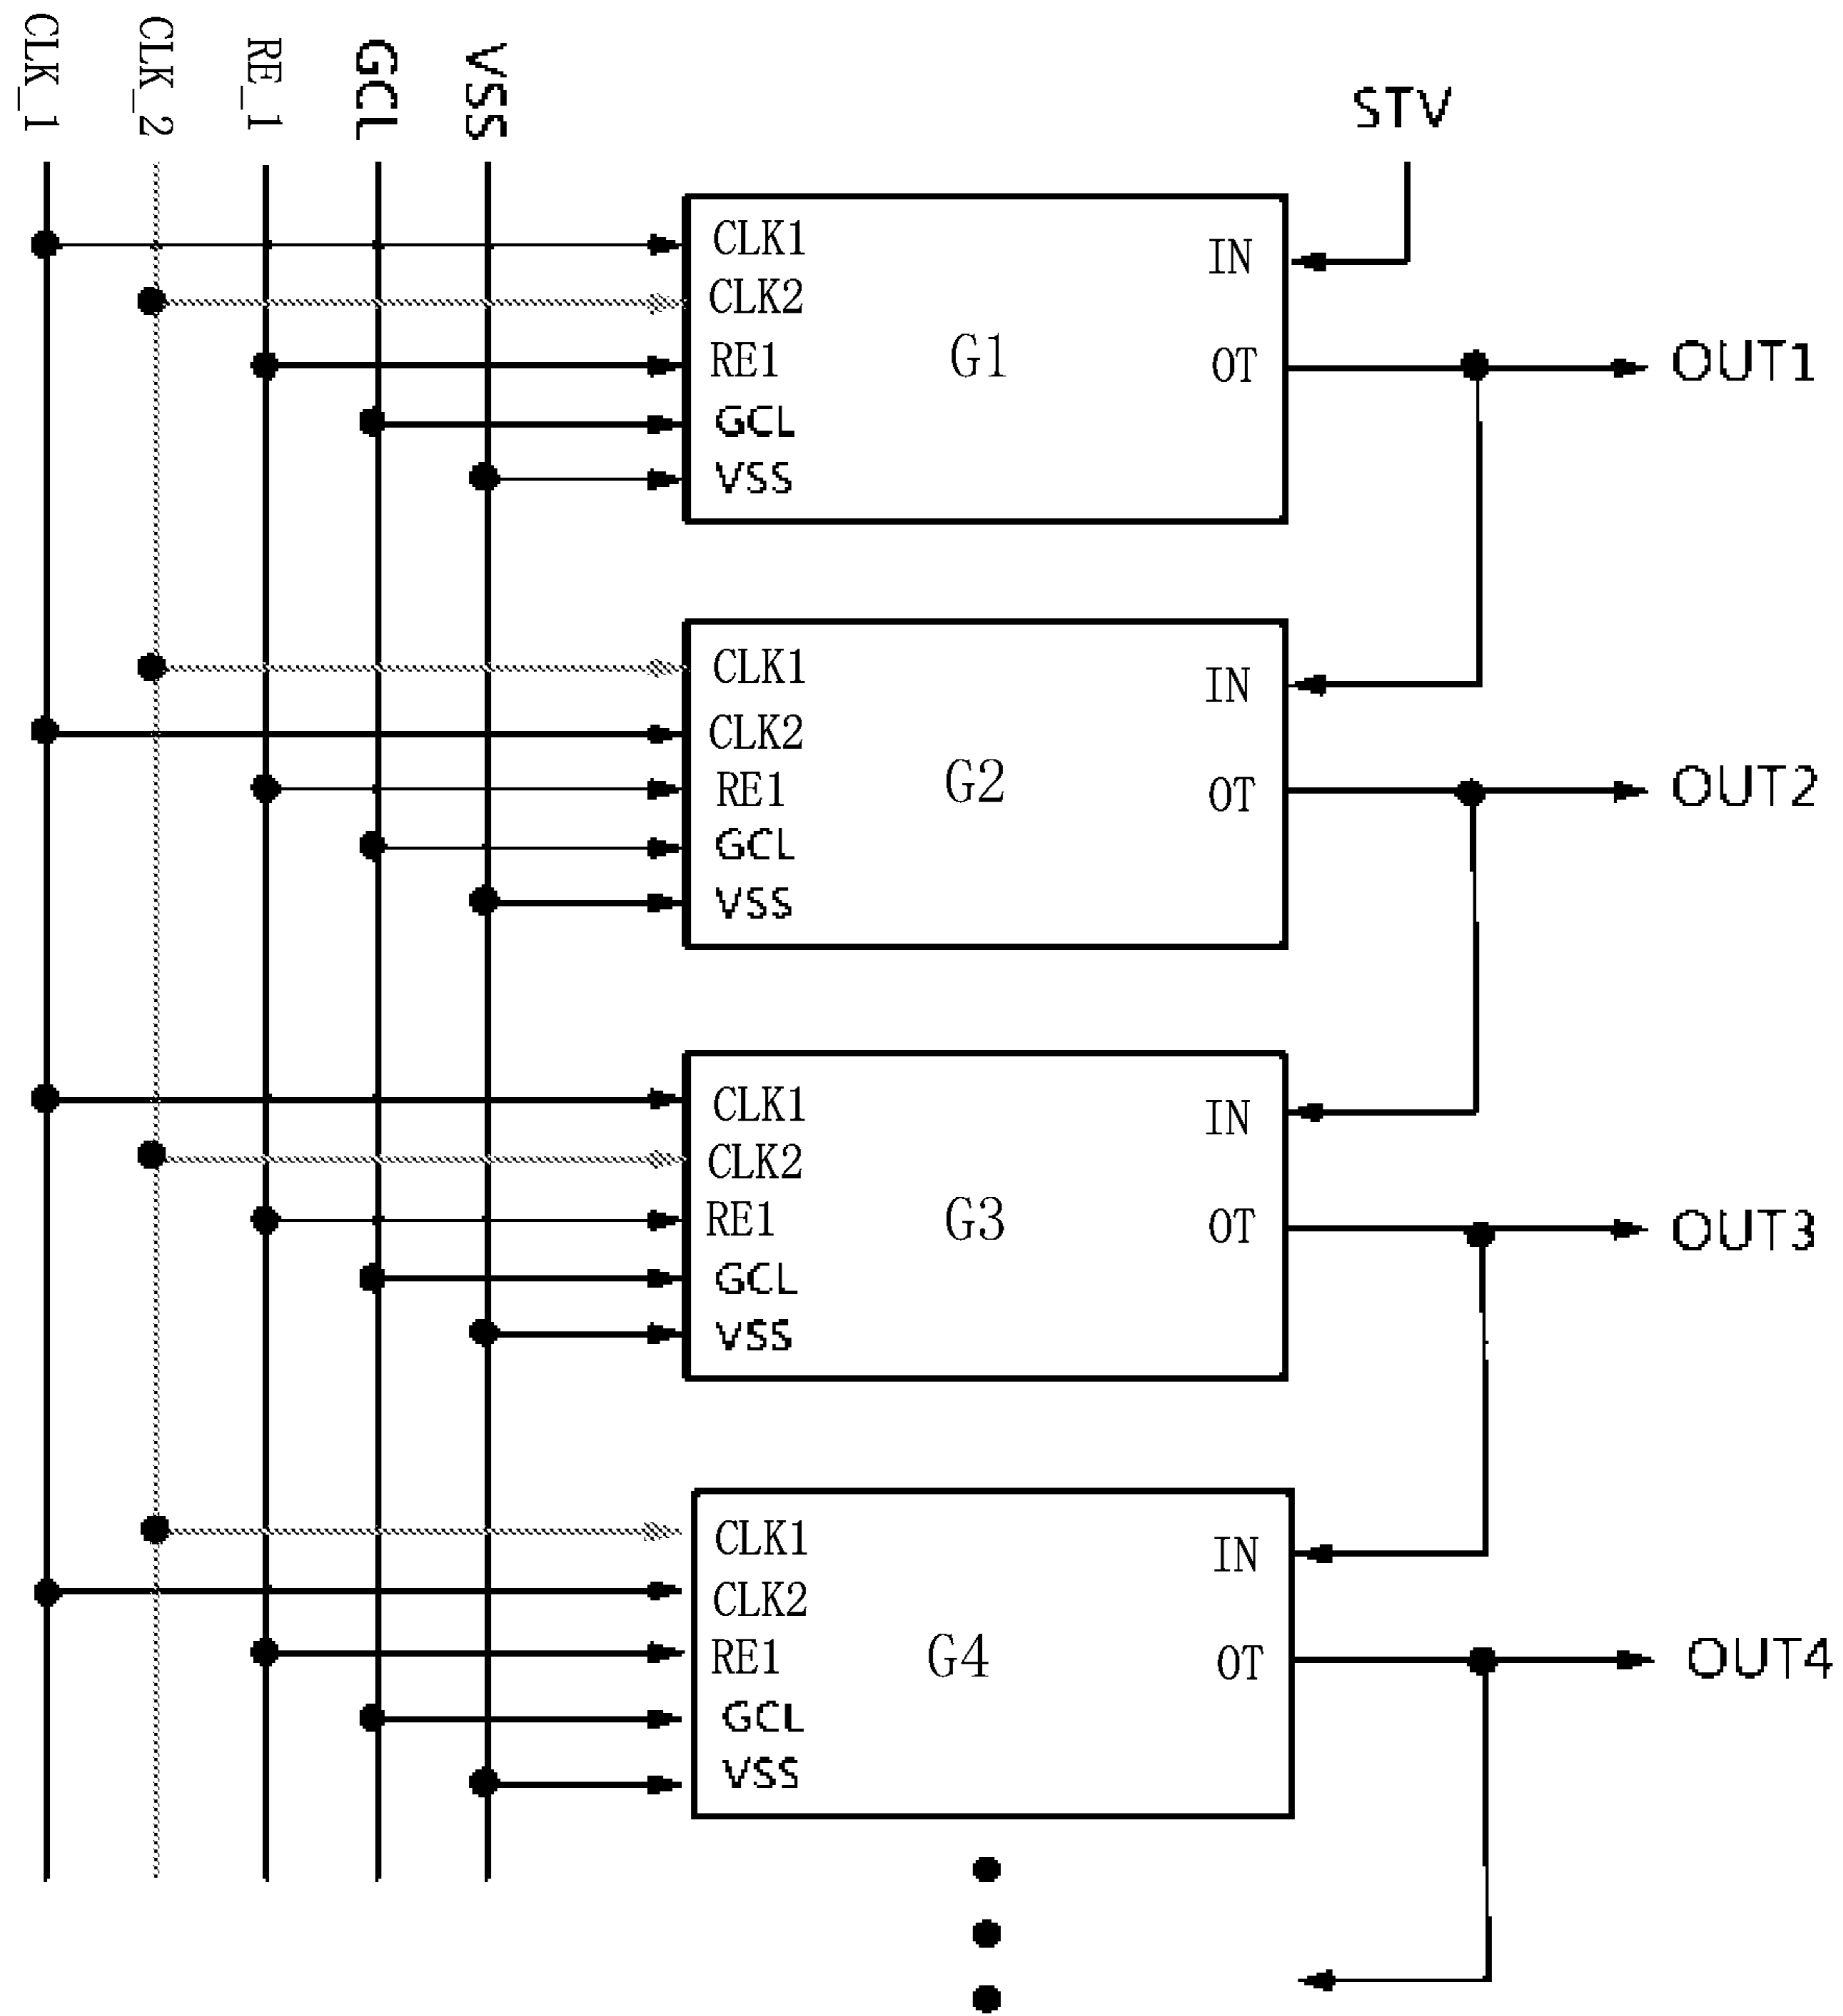 CLK_1
CLK_2
RE_1
GCL
VSS
STV
CLK1
IN
CLK2
G1
RE1
OT
OUT1
GCL
VSS
CLK1
IN
CLK2
G2
RE1
OT
OUT2
GCL
VSS
CLK1
IN
CLK2
G3
RE1
OT
OUT3
GCL
VSS
CLK1
IN
CLK2
G4
RE1
OT
OUT4
GCL
VSS